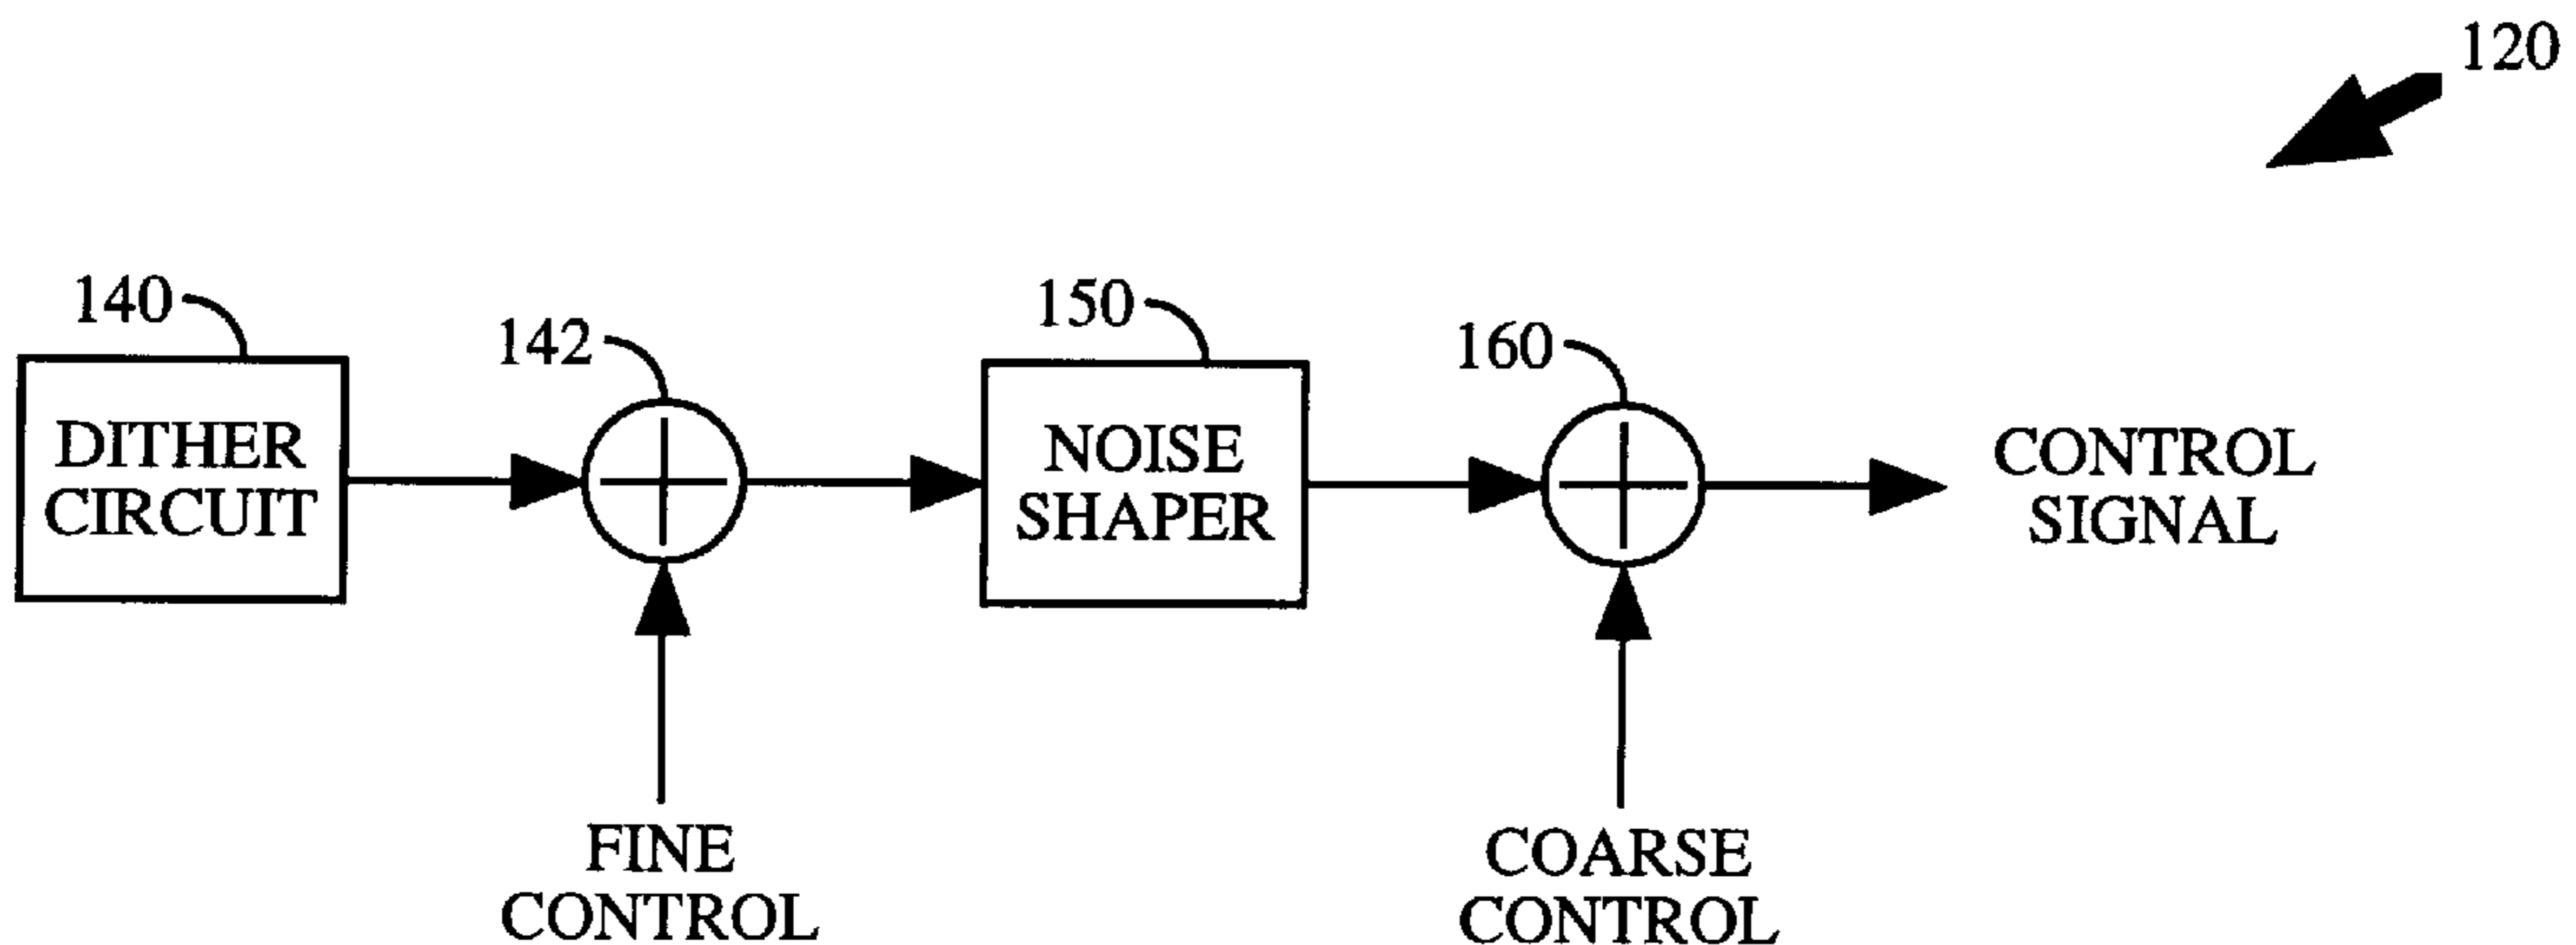 120
140
142
150
160
DITHER
CIRCUIT
NOISE
SHAPER
CONTROL
SIGNAL
FINE
CONTROL
COARSE
CONTROL